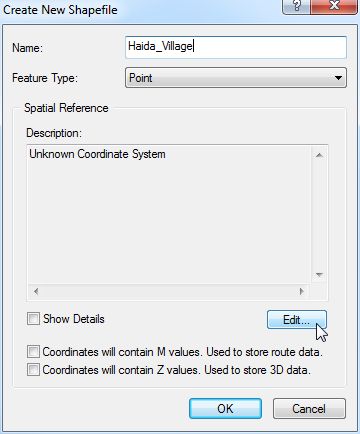 Create New Shapefile
Name: Haida_Village
Feature Type: Point
Spatial Reference
Description:
Unknown Coordinate System
Show Details Edit...
Coordinates will contain M values. Used to store route data.
Coordinates will contain Z values. Used to store 3D data.
OK Cancel